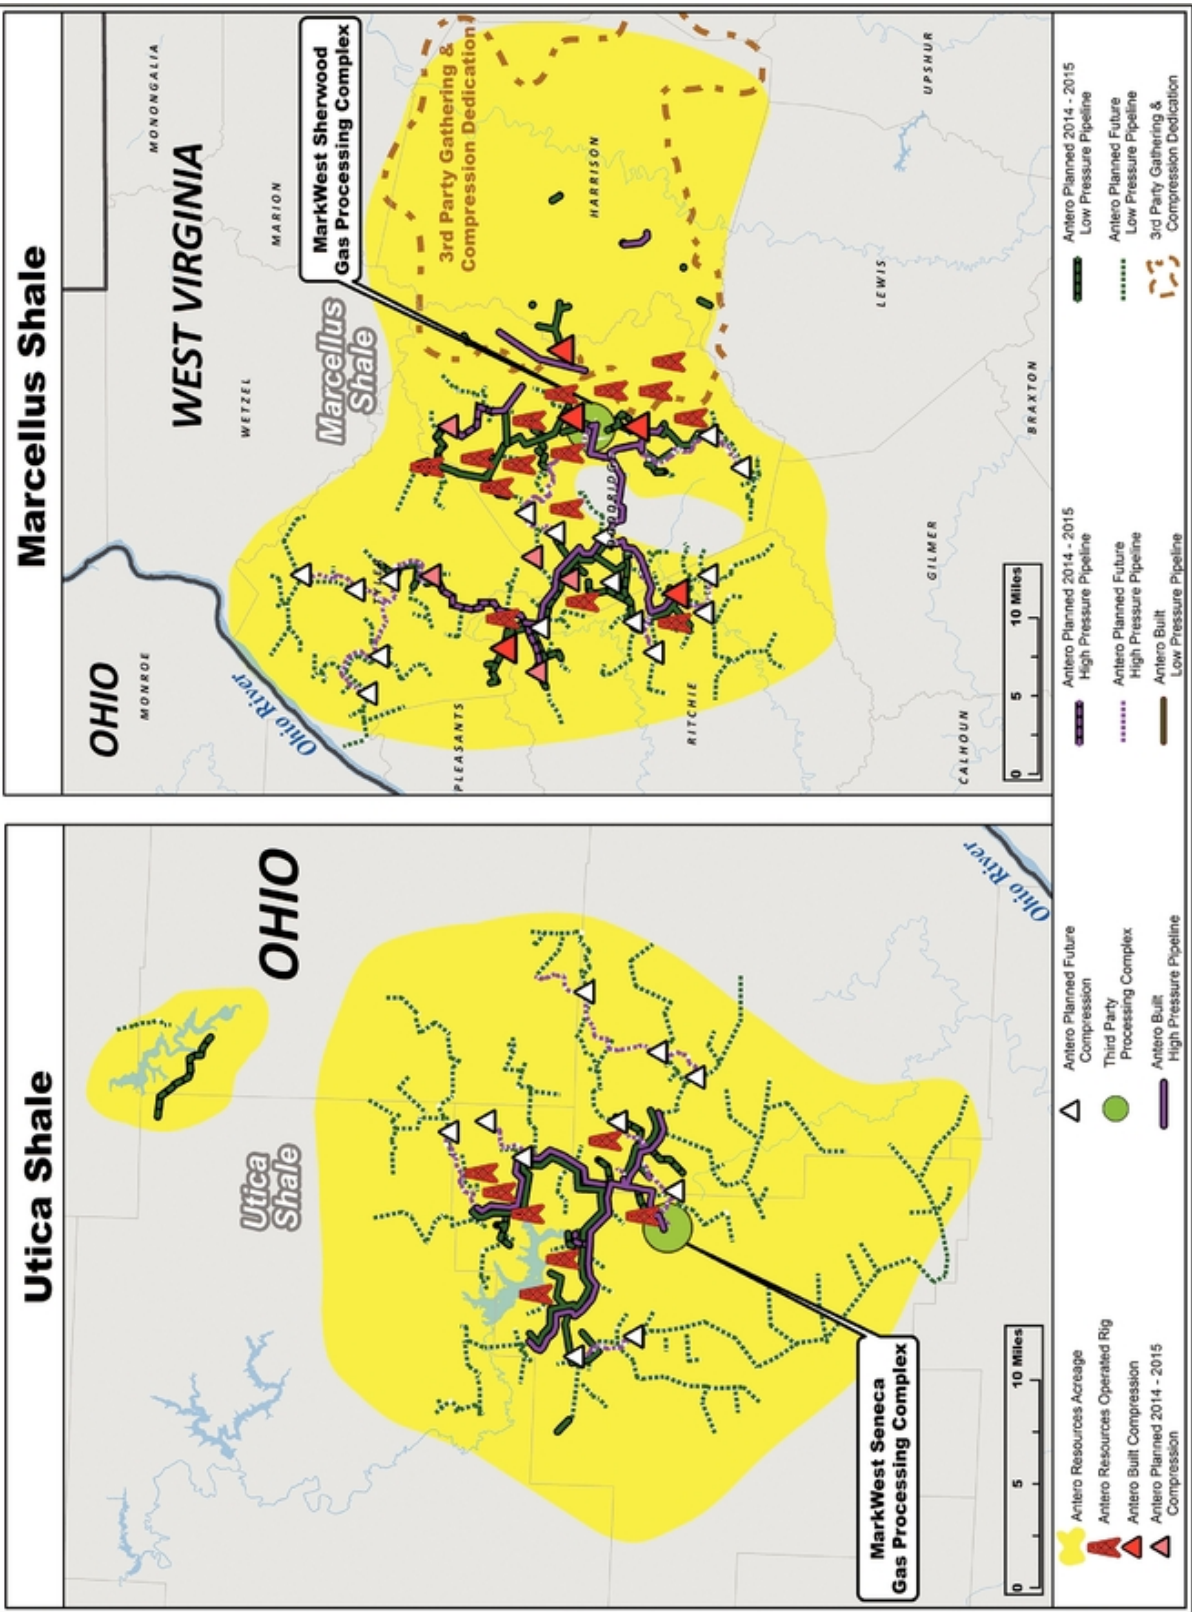 Utica Shale
OHIO
Utica
Shale
MarkWest Seneca
Gas Processing Complex
Ohio River
0 5 10 Miles
Marcellus Shale
OHIO
MONROE
Ohio River
WEST VIRGINIA
MONONGALIA
MARION
WETZEL
Marcellus
Shale
MarkWest Sherwood
Gas Processing Complex
3rd Party Gathering &
Compression Dedication
HARRISON
UPSHUR
LEWIS
PLEASANTS
RITCHIE
GILMER
BRAXTON
CALHOUN
0 5 10 Miles
Antero Resources Acreage
Antero Resources Operated Rig
Antero Built Compression
Antero Planned 2014 - 2015
Compression
Antero Planned Future
Compression
Third Party
Processing Complex
Antero Built
High Pressure Pipeline
Antero Planned 2014 - 2015
High Pressure Pipeline
Antero Planned Future
High Pressure Pipeline
Antero Built
Low Pressure Pipeline
Antero Planned 2014 - 2015
Low Pressure Pipeline
Antero Planned Future
Low Pressure Pipeline
3rd Party Gathering &
Compression Dedication